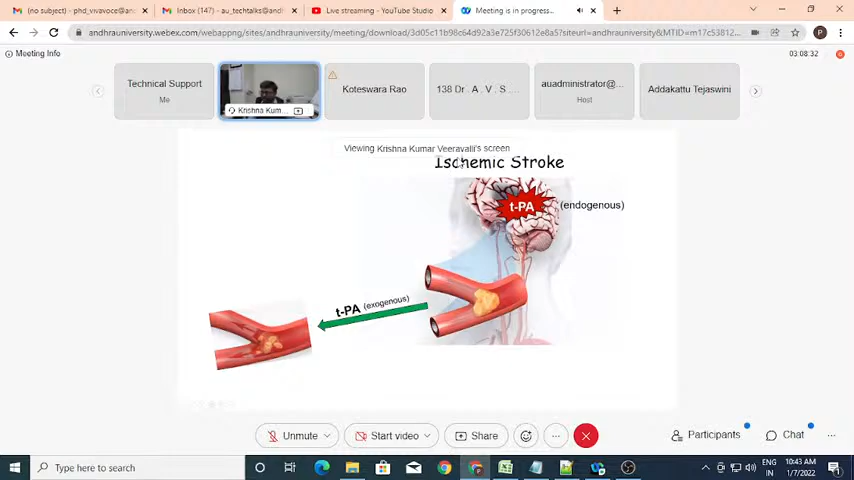 (no subject) - phd_vivavoce@an
Inbox (147) - au_techtalks@andh
Live streaming - YouTube Studio
Meeting is in progress...
andhrauniversity.webex.com/webappng/sites/andhrauniversity/meeting/download/3d05c11b98c64d92a3e725f30612e8a5?siteurl=andhrauniversity&MTID=m17c53812...
P
Meeting Info
03:08:32
Technical Support
Me
Krishna Kum...
Koteswara Rao
138 Dr . A . V . S ....
auadministrator@...
Host
Addakattu Tejaswini
Viewing Krishna Kumar Veeravalli's screen
Ischemic Stroke
t-PA
(endogenous)
t-PA (exogenous)
Unmute
Start video
Share
Participants
Chat
Type here to search
ENG
IN
10:43 AM
1/7/2022